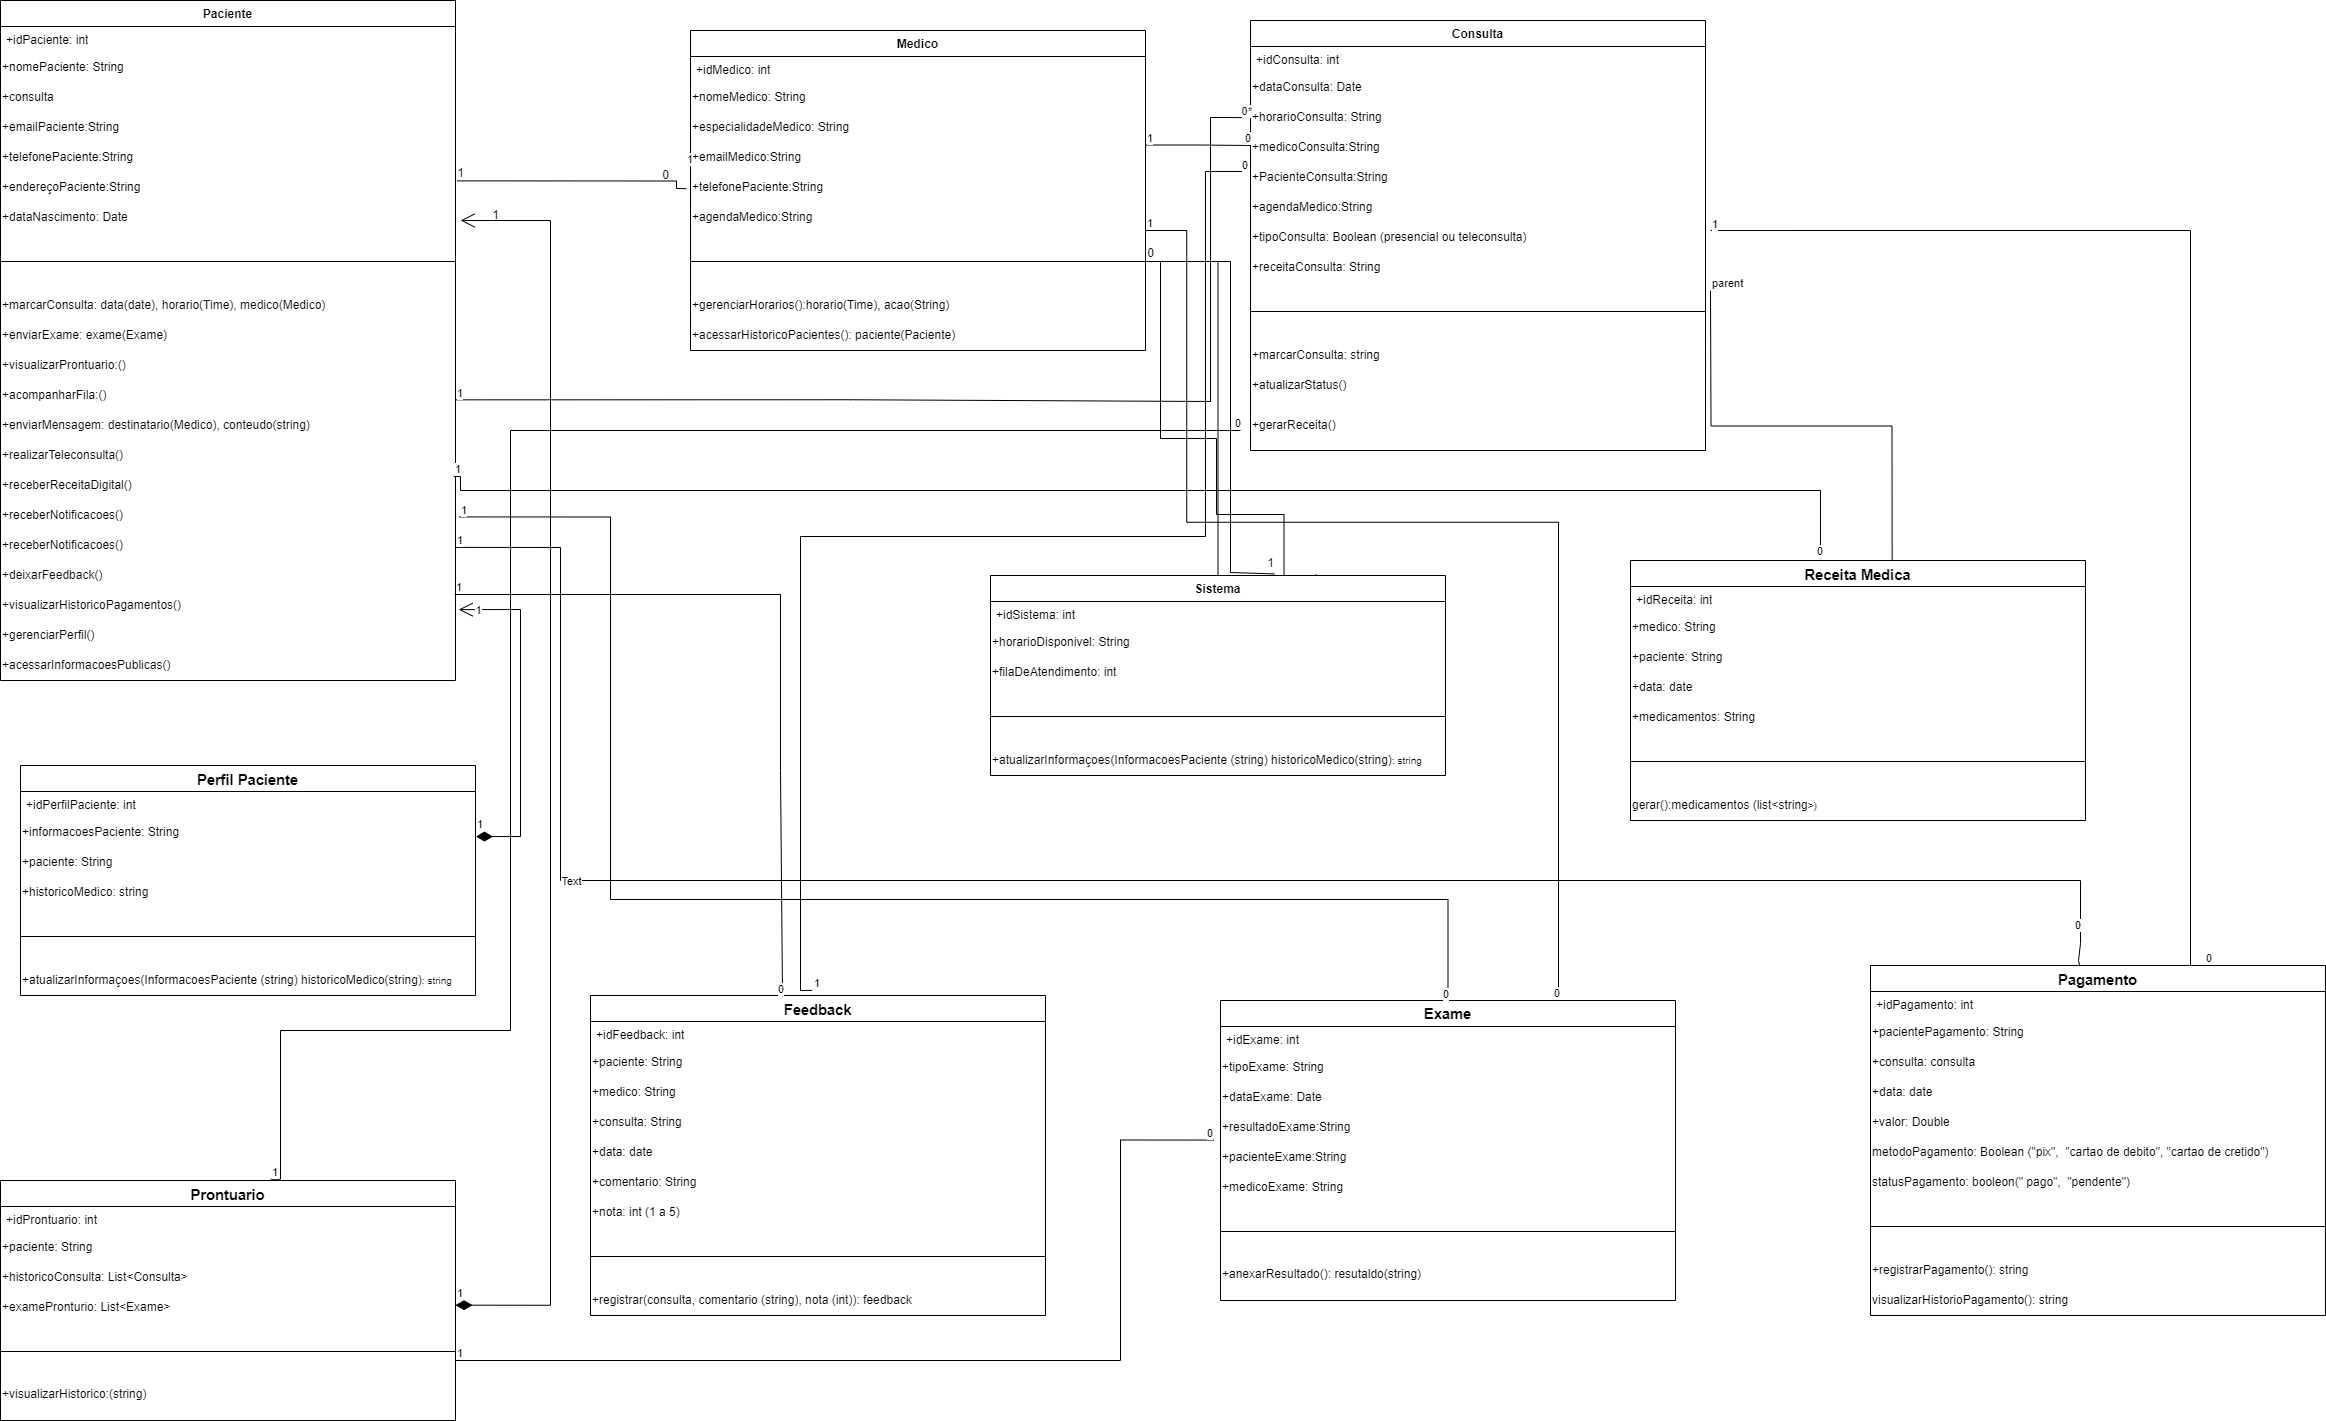 Paciente
+idPaciente: int
+nomePaciente: String
+consulta
+emailPaciente:String
+telefonePaciente:String
+endereçoPaciente:String
+dataNascimento: Date
+marcarConsulta: data(date), horario(Time), medico(Medico)
+enviarExame: exame(Exame)
+visualizarProntuario:()
+acompanharFila:()
+enviarMensagem: destinatario(Medico), conteudo(string)
+realizarTeleconsulta()
+receberReceitaDigital()
+receberNotificacoes()
+receberNotificacoes()
+deixarFeedback()
+visualizarHistoricoPagamentos()
+gerenciarPerfil()
+acessarInformacoesPublicas()
1
0
1
1
1
1
1
1
1
1
Medico
+idMedico: int
+nomeMedico: String
+especialidadeMedico: String
+emailMedico:String
+telefonePaciente:String
+agendaMedico:String
+gerenciarHorarios():horario(Time), acao(String)
+acessarHistoricoPacientes(): paciente(Paciente)
1
1
0
0*
0
0
0
Consulta
+idConsulta: int
+dataConsulta: Date
+horarioConsulta: String
+medicoConsulta:String
+PacienteConsulta:String
+agendaMedico:String
+tipoConsulta: Boolean (presencial ou teleconsulta)
+receitaConsulta: String
+marcarConsulta: string
+atualizarStatus()
+gerarReceita()
1
parent
1
Sistema
+idSistema: int
+horarioDisponivel: String
+filaDeAtendimento: int
+atualizarInformaçoes(InformacoesPaciente (string) historicoMedico(string): string
0
Receita Medica
+idReceita: int
+medico: String
+paciente: String
+data: date
+medicamentos: String
gerar():medicamentos (list<string>)
Perfil Paciente
+idPerfilPaciente: int
+informacoesPaciente: String
+paciente: String
+historicoMedico: string
+atualizarInformaçoes(InformacoesPaciente (string) historicoMedico(string): string
1
Text
0
1
Feedback
+idFeedback: int
+paciente: String
+medico: String
+consulta: String
+data: date
+comentario: String
+nota: int (1 a 5)
+registrar(consulta, comentario (string), nota (int)): feedback
0
0
Exame
+idExame: int
+tipoExame: String
+dataExame: Date
+resultadoExame:String
+pacienteExame:String
+medicoExame: String
+anexarResultado(): resutaldo(string)
0
0
0
Pagamento
+idPagamento: int
+pacientePagamento: String
+consulta: consulta
+data: date
+valor: Double
metodoPagamento: Boolean ("pix",  "cartao de debito", "cartao de cretido")
statusPagamento: booleon(" pago",  "pendente")
+registrarPagamento(): string
visualizarHistorioPagamento(): string
1
Prontuario
+idProntuario: int
+paciente: String
+historicoConsulta: List<Consulta>
+examePronturio: List<Exame>
+visualizarHistorico:(string)
1
1